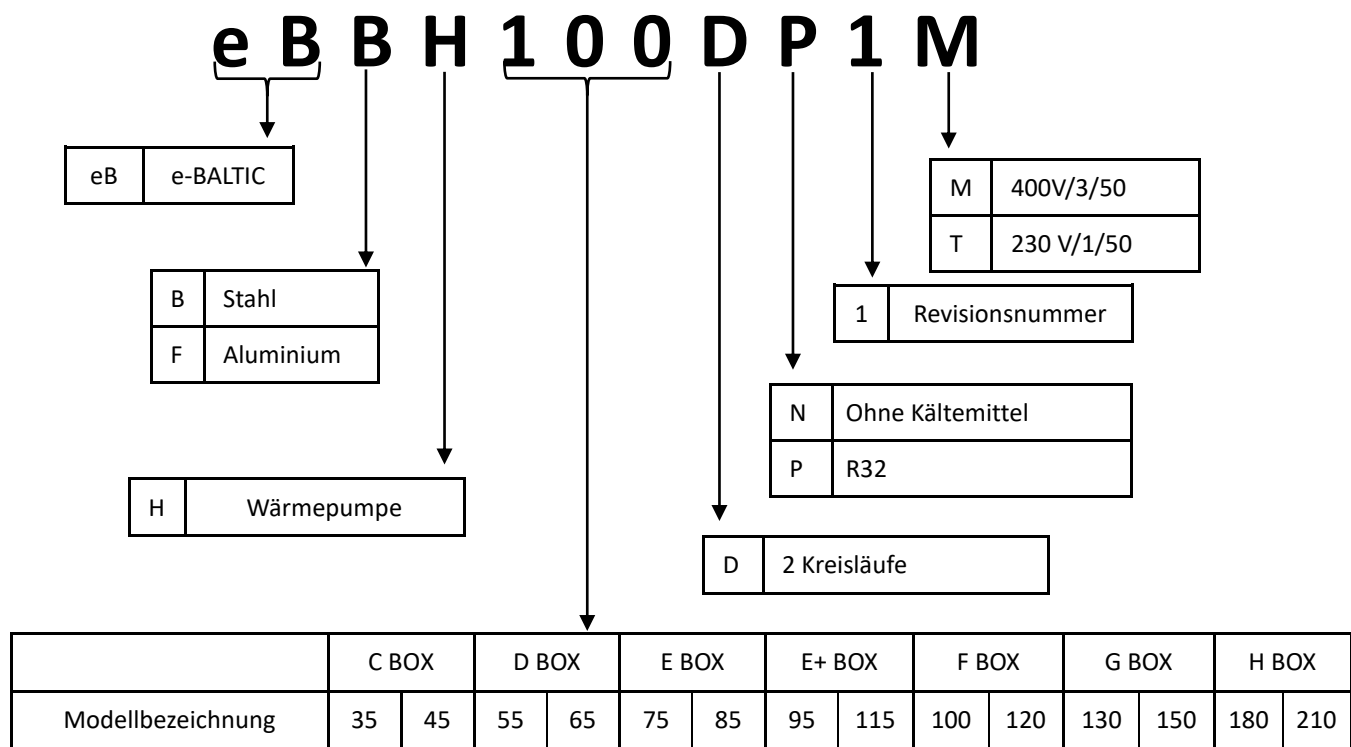 e B B H 1 0 0 D P 1 M
eB e-BALTIC
M 400V/3/50
T 230 V/1/50
B Stahl
F Aluminium
1 Revisionsnummer
N Ohne Kältemittel
P R32
H Wärmepumpe
D 2 Kreisläufe
C BOX D BOX E BOX E+ BOX F BOX G BOX H BOX
Modellbezeichnung 35 45 55 65 75 85 95 115 100 120 130 150 180 210